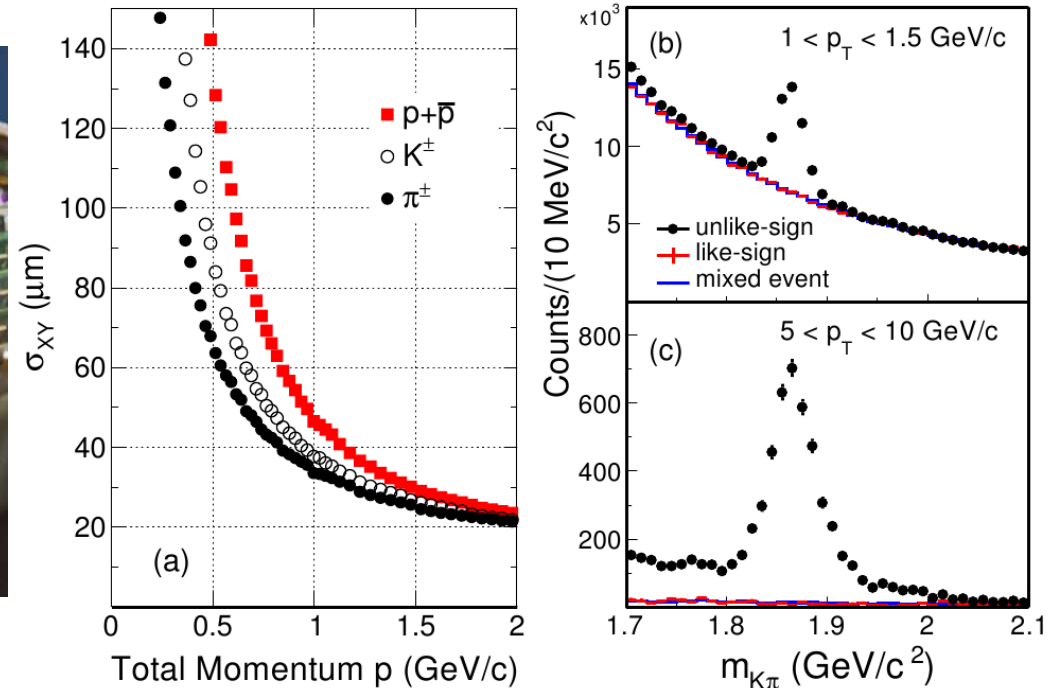 140
120
100
80
60
40
20
σXY (μm)
p+p̅
K±
π±
(a)
0
0.5
1
1.5
2
Total Momentum p (GeV/c)
×10³
(b)
1 < pT < 1.5 GeV/c
15
10
5
unlike-sign
like-sign
mixed event
Counts/(10 MeV/c²)
(c)
5 < pT < 10 GeV/c
800
600
400
200
1.7
1.8
1.9
2
2.1
mKπ (GeV/c²)